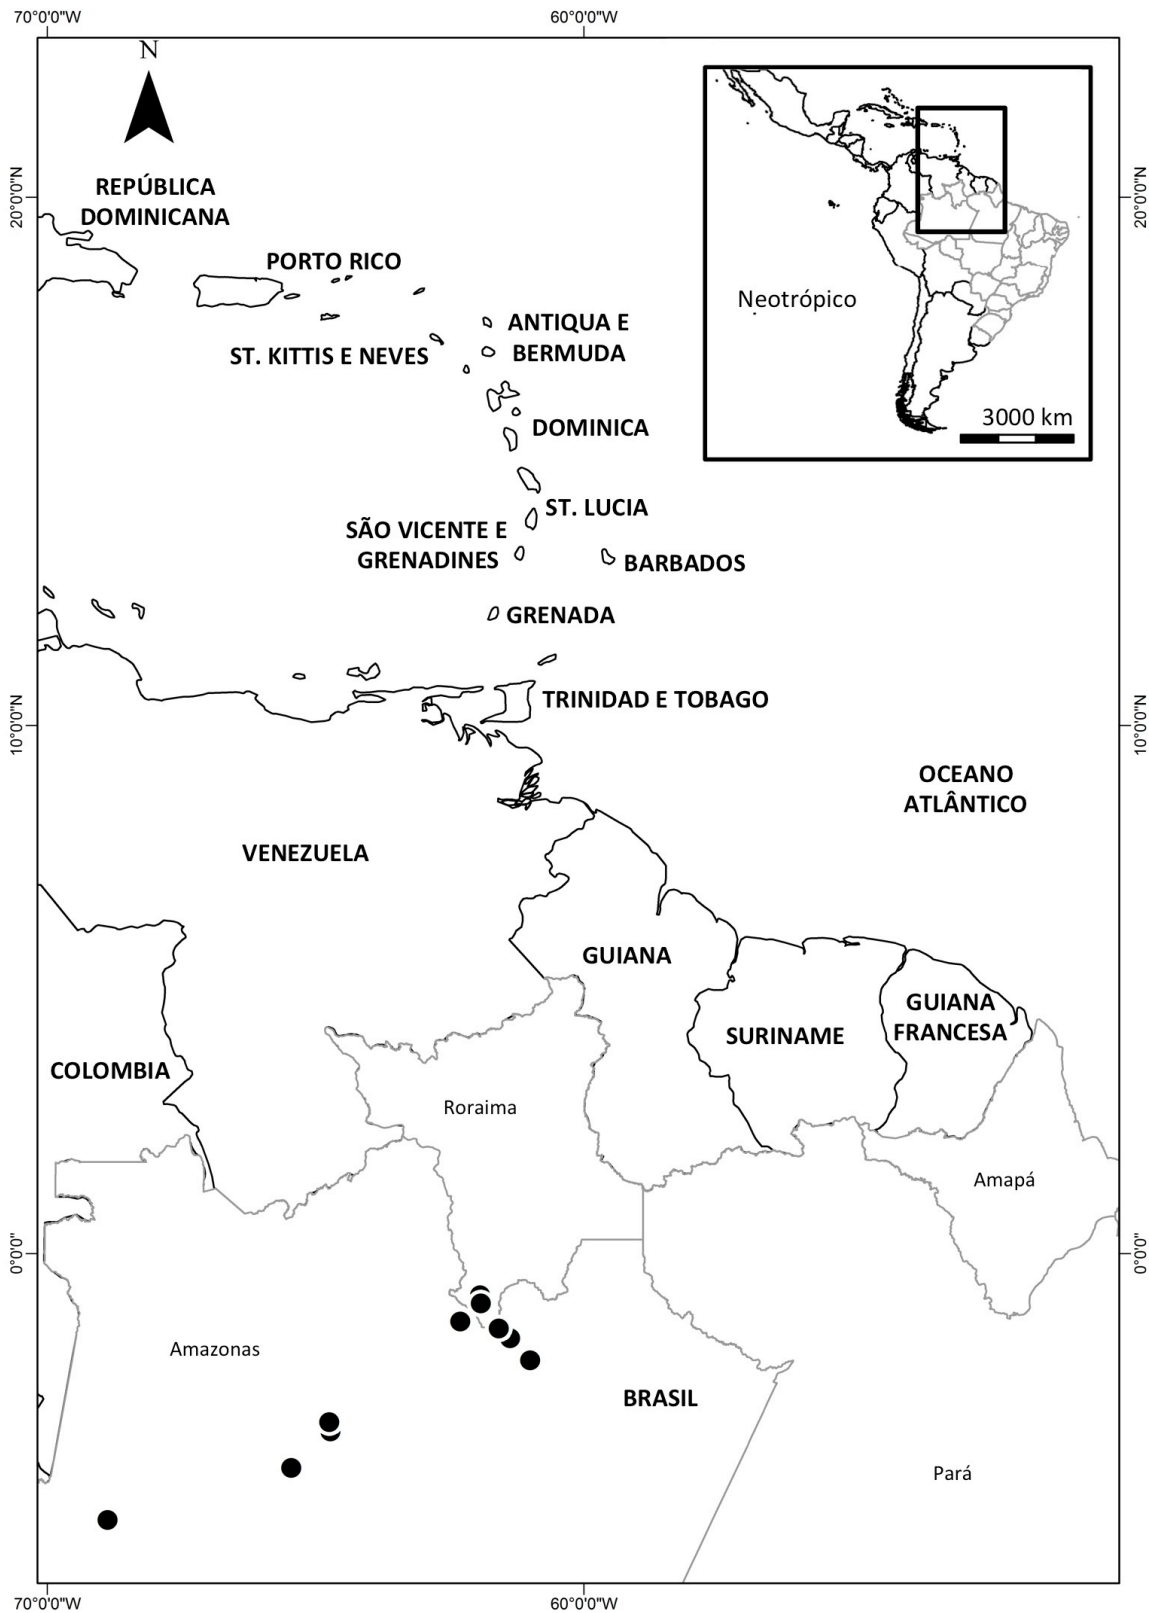 70°0'0"W
60°0'0"W
N
REPÚBLICA
DOMINICANA
20°0'0"N
20°0'0"N
PORTO RICO
Neotrópico
ANTIQUA E
BERMUDA
ST. KITTIS E NEVES
3000 km
DOMINICA
ST. LUCIA
SÃO VICENTE E
GRENADINES
BARBADOS
GRENADA
TRINIDAD E TOBAGO
10°0'0"N
10°0'0"N
OCEANO
ATLÂNTICO
VENEZUELA
GUIANA
GUIANA
FRANCESA
SURINAME
COLOMBIA
Roraima
Amapá
0°0'0"
0°0'0"
Amazonas
BRASIL
Pará
70°0'0"W
60°0'0"W